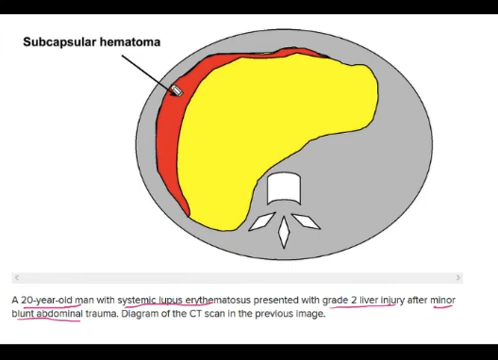 Subcapsular hematoma
A 20-year-old man with systemic lupus erythematosus presented with grade 2 liver injury after minor
blunt abdominal trauma. Diagram of the CT scan in the previous image.